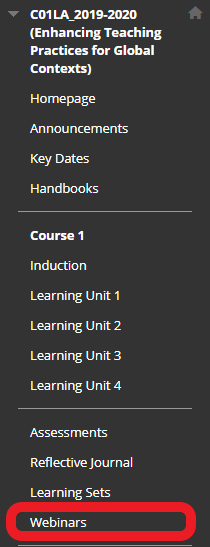 C01LA_2019-2020
(Enhancing Teaching
Practices for Global
Contexts)
Homepage
Announcements
Key Dates
Handbooks
Course 1
Induction
Learning Unit 1
Learning Unit 2
Learning Unit 3
Learning Unit 4
Assessments
Reflective Journal
Learning Sets
Webinars